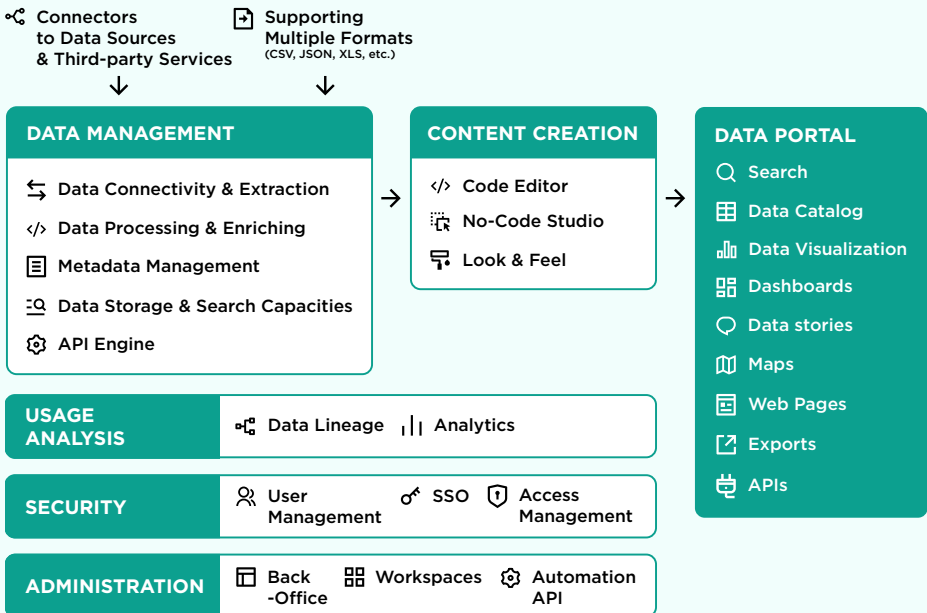 Connectors
to Data Sources
& Third-party Services
Supporting
Multiple Formats
(CSV, JSON, XLS, etc.)
DATA MANAGEMENT
Data Connectivity & Extraction
Data Processing & Enriching
Metadata Management
Data Storage & Search Capacities
API Engine
CONTENT CREATION
Code Editor
No-Code Studio
Look & Feel
DATA PORTAL
Search
Data Catalog
Data Visualization
Dashboards
Data stories
Maps
Web Pages
Exports
APIs
USAGE
ANALYSIS
Data Lineage
Analytics
SECURITY
User
Management
SSO
Access
Management
ADMINISTRATION
Back
-Office
Workspaces
Automation
API